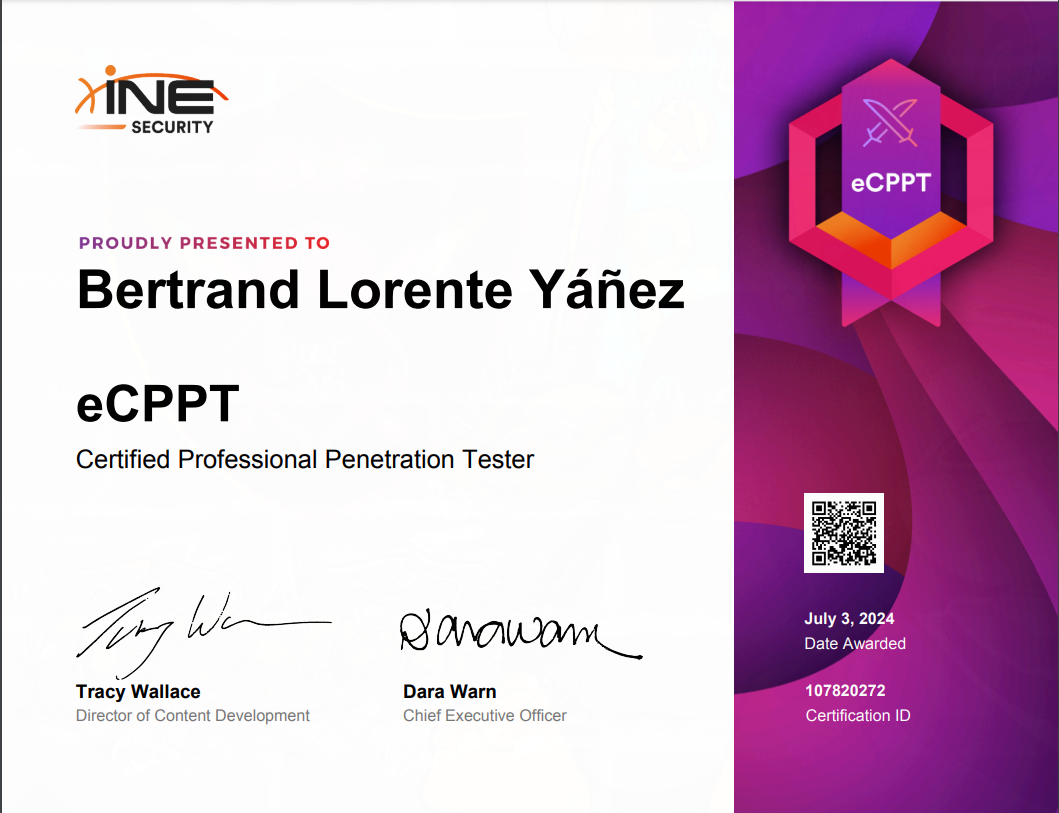 INE
SECURITY
PROUDLY PRESENTED TO
Bertrand Lorente Yáñez
eCPPT
Certified Professional Penetration Tester
Tracy Wallace
Director of Content Development
Dara Warn
Chief Executive Officer
eCPPT
July 3, 2024
Date Awarded
107820272
Certification ID